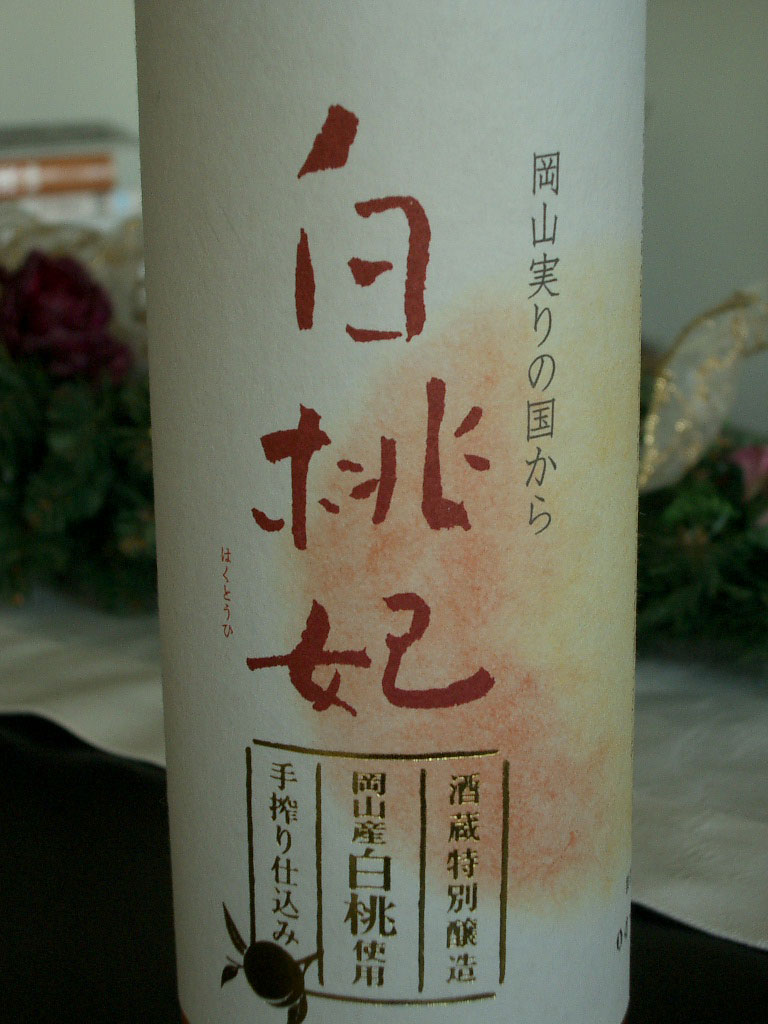 岡山実りの国から
白桃妃
はくとうひ
酒蔵特別醸造
岡山産白桃使用
手搾り仕込み